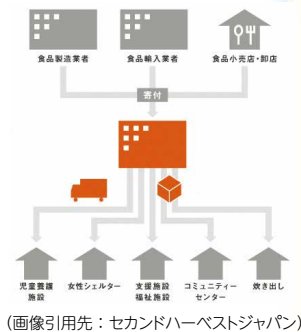 食品製造業者
食品輸入業者
食品小売店・卸店
寄付
児童養護
施設
女性シェルター
支援施設
福祉施設
コミュニティー
センター
炊き出し
(画像引用先：セカンドハーベストジャパン)